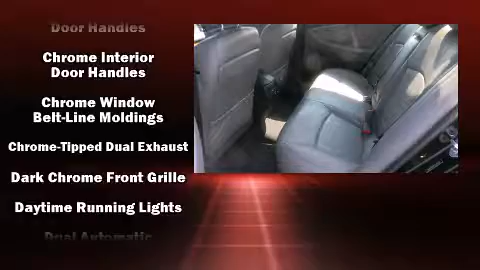 Door Handles
Chrome Interior
Door Handles
Chrome Window
Belt-Line Moldings
Chrome-Tipped Dual Exhaust
Dark Chrome Front Grille
Daytime Running Lights
Dual Automatic